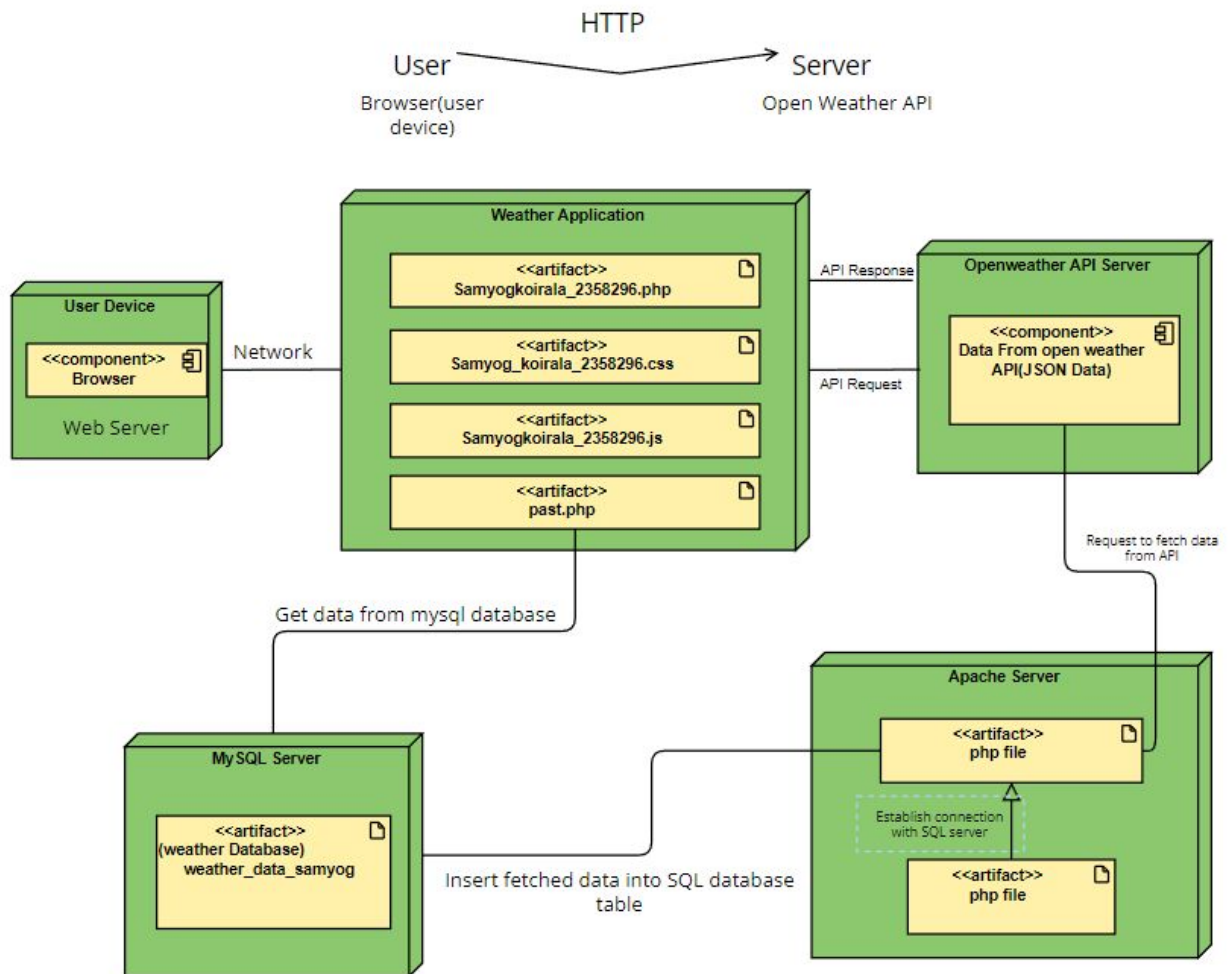 HTTP
User
Server
Browser(user
device)
Open Weather API
Weather Application
<<artifact>>
Samyogkoirala_2358296.php
<<artifact>>
Samyog_koirala_2358296.css
<<artifact>>
Samyogkoirala_2358296.js
<<artifact>>
past.php
User Device
<<component>>
Browser
Web Server
Network
API Response
API Request
Openweather API Server
<<component>>
Data From open weather
API(JSON Data)
Request to fetch data
from API
Get data from mysql database
MySQL Server
<<artifact>>
(weather Database)
weather_data_samyog
Insert fetched data into SQL database
table
Apache Server
<<artifact>>
php file
Establish connection
with SQL server
<<artifact>>
php file